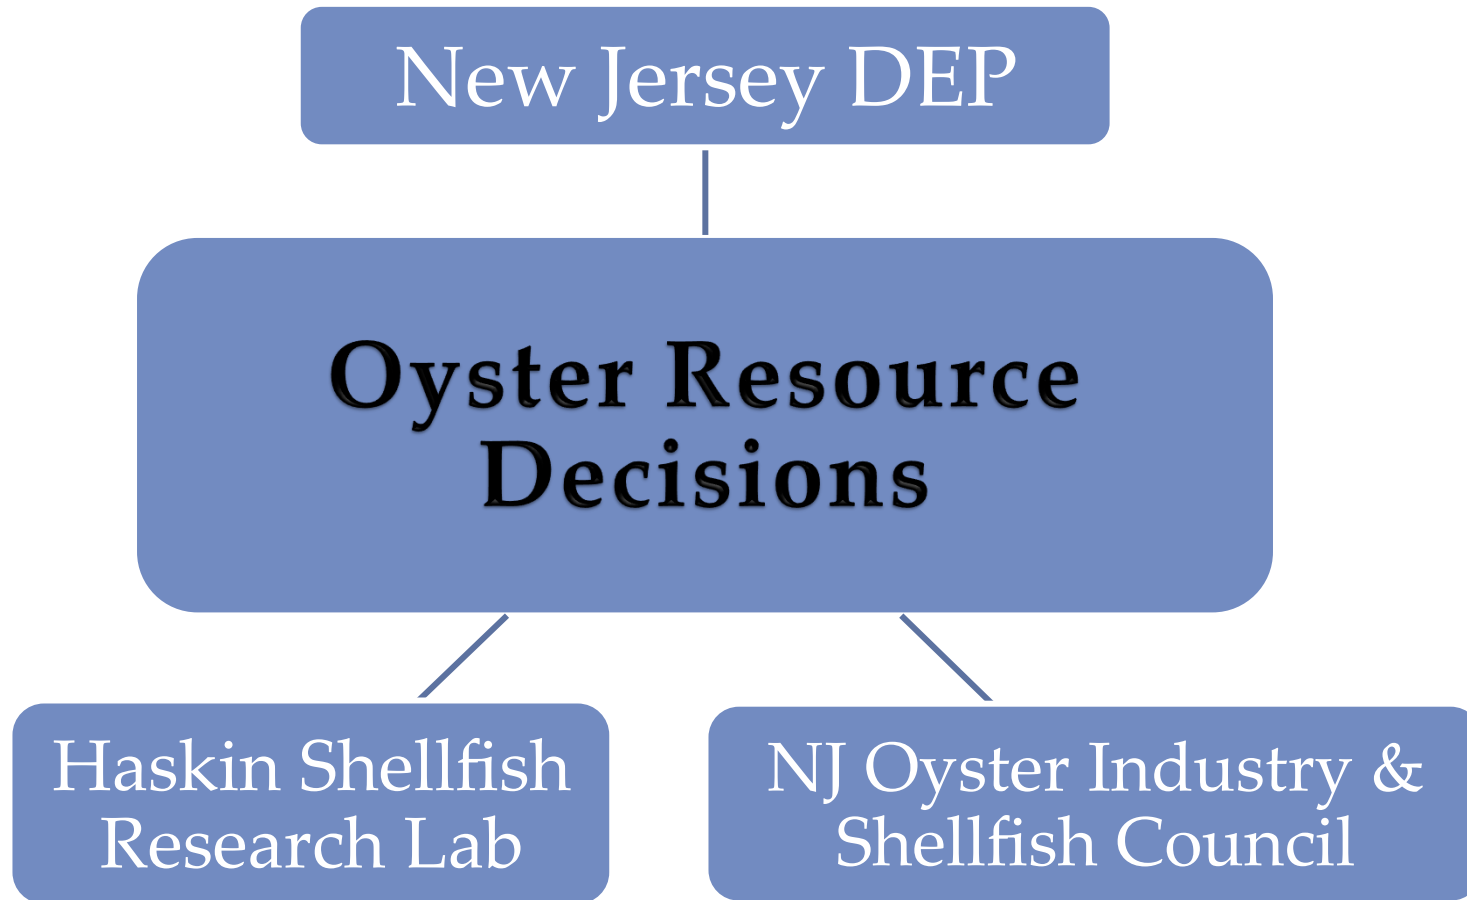 New Jersey DEP
Oyster Resource
Decisions
Haskin Shellfish
Research Lab
NJ Oyster Industry &
Shellfish Council